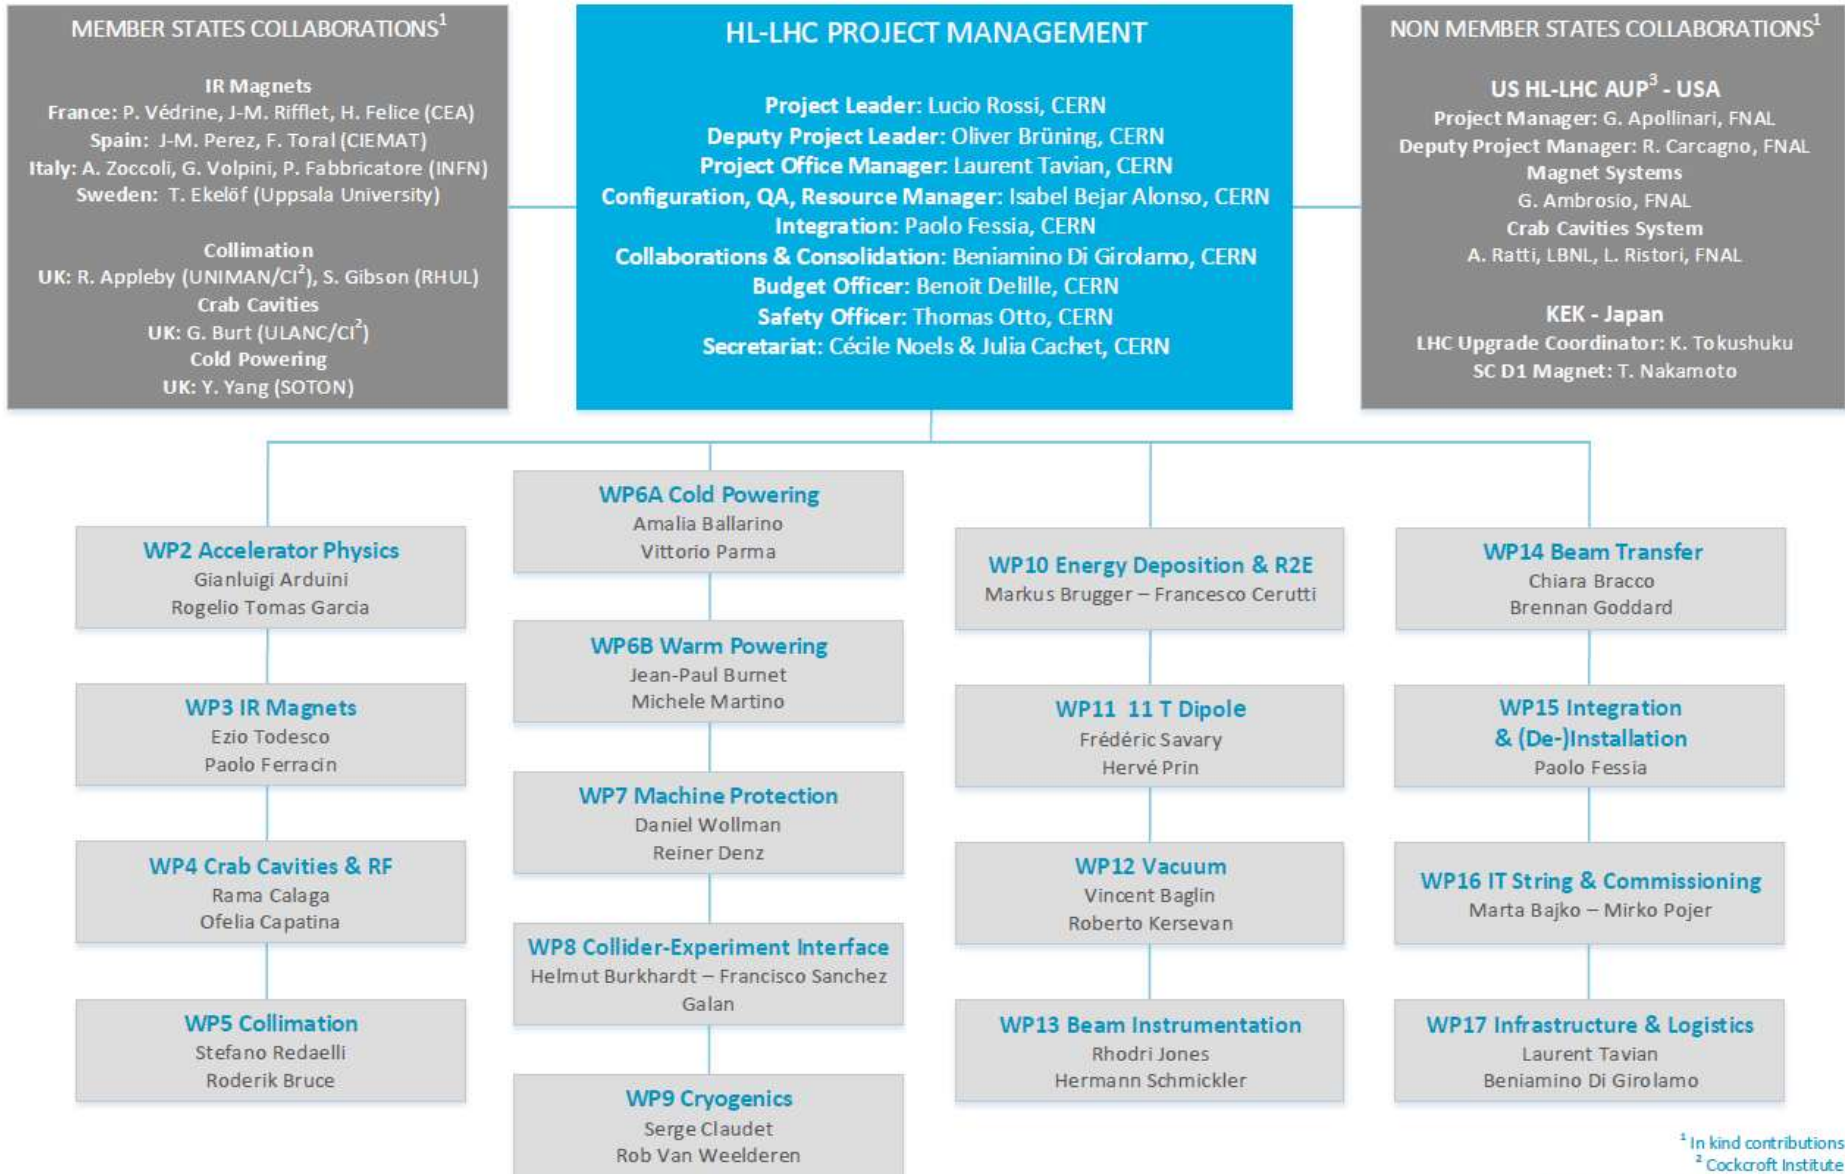 MEMBER STATES COLLABORATIONS¹
IR Magnets
France: P. Védrine, J-M. Rifflet, H. Felice (CEA)
Spain: J-M. Perez, F. Toral (CIEMAT)
Italy: A. Zoccoli, G. Volpini, P. Fabbricatore (INFN)
Sweden: T. Ekelöf (Uppsala University)
Collimation
UK: R. Appleby (UNIMAN/CI²), S. Gibson (RHUL)
Crab Cavities
UK: G. Burt (ULANC/CI²)
Cold Powering
UK: Y. Yang (SOTON)
HL-LHC PROJECT MANAGEMENT
Project Leader: Lucio Rossi, CERN
Deputy Project Leader: Oliver Brüning, CERN
Project Office Manager: Laurent Tavian, CERN
Configuration, QA, Resource Manager: Isabel Bejar Alonso, CERN
Integration: Paolo Fessia, CERN
Collaborations & Consolidation: Beniamino Di Girolamo, CERN
Budget Officer: Benoit Delille, CERN
Safety Officer: Thomas Otto, CERN
Secretariat: Cécile Noels & Julia Cachet, CERN
NON MEMBER STATES COLLABORATIONS¹
US HL-LHC AUP³ - USA
Project Manager: G. Apollinari, FNAL
Deputy Project Manager: R. Carcagno, FNAL
Magnet Systems
G. Ambrosio, FNAL
Crab Cavities System
A. Ratti, LBNL, L. Ristori, FNAL
KEK - Japan
LHC Upgrade Coordinator: K. Tokushuku
SC D1 Magnet: T. Nakamoto
WP2 Accelerator Physics
Gianluigi Arduini
Rogelio Tomas Garcia
WP3 IR Magnets
Ezio Todesco
Paolo Ferracin
WP4 Crab Cavities & RF
Rama Calaga
Ofelia Capatina
WP5 Collimation
Stefano Redaelli
Roderik Bruce
WP6A Cold Powering
Amalia Ballarino
Vittorio Parma
WP6B Warm Powering
Jean-Paul Burnet
Michele Martino
WP7 Machine Protection
Daniel Wollman
Reiner Denz
WP8 Collider-Experiment Interface
Helmut Burkhardt – Francisco Sanchez
Galan
WP9 Cryogenics
Serge Claudet
Rob Van Weelderen
WP10 Energy Deposition & R2E
Markus Brugger – Francesco Cerutti
WP11 11 T Dipole
Frédéric Savary
Hervé Prin
WP12 Vacuum
Vincent Baglin
Roberto Kersevan
WP13 Beam Instrumentation
Rhodri Jones
Hermann Schmickler
WP14 Beam Transfer
Chiara Bracco
Brennan Goddard
WP15 Integration
& (De-)Installation
Paolo Fessia
WP16 IT String & Commissioning
Marta Bajko – Mirko Pojer
WP17 Infrastructure & Logistics
Laurent Tavian
Beniamino Di Girolamo
¹ In kind contributions
² Cockcroft Institute